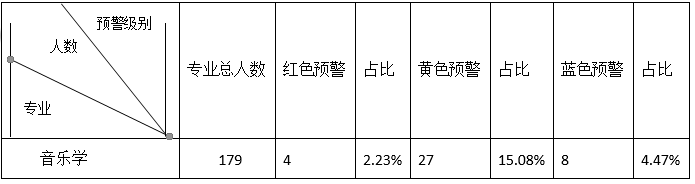 预警级别
人数
专业
专业总人数 红色预警 占比 黄色预警 占比 蓝色预警 占比
音乐学 179 4 2.23% 27 15.08% 8 4.47%